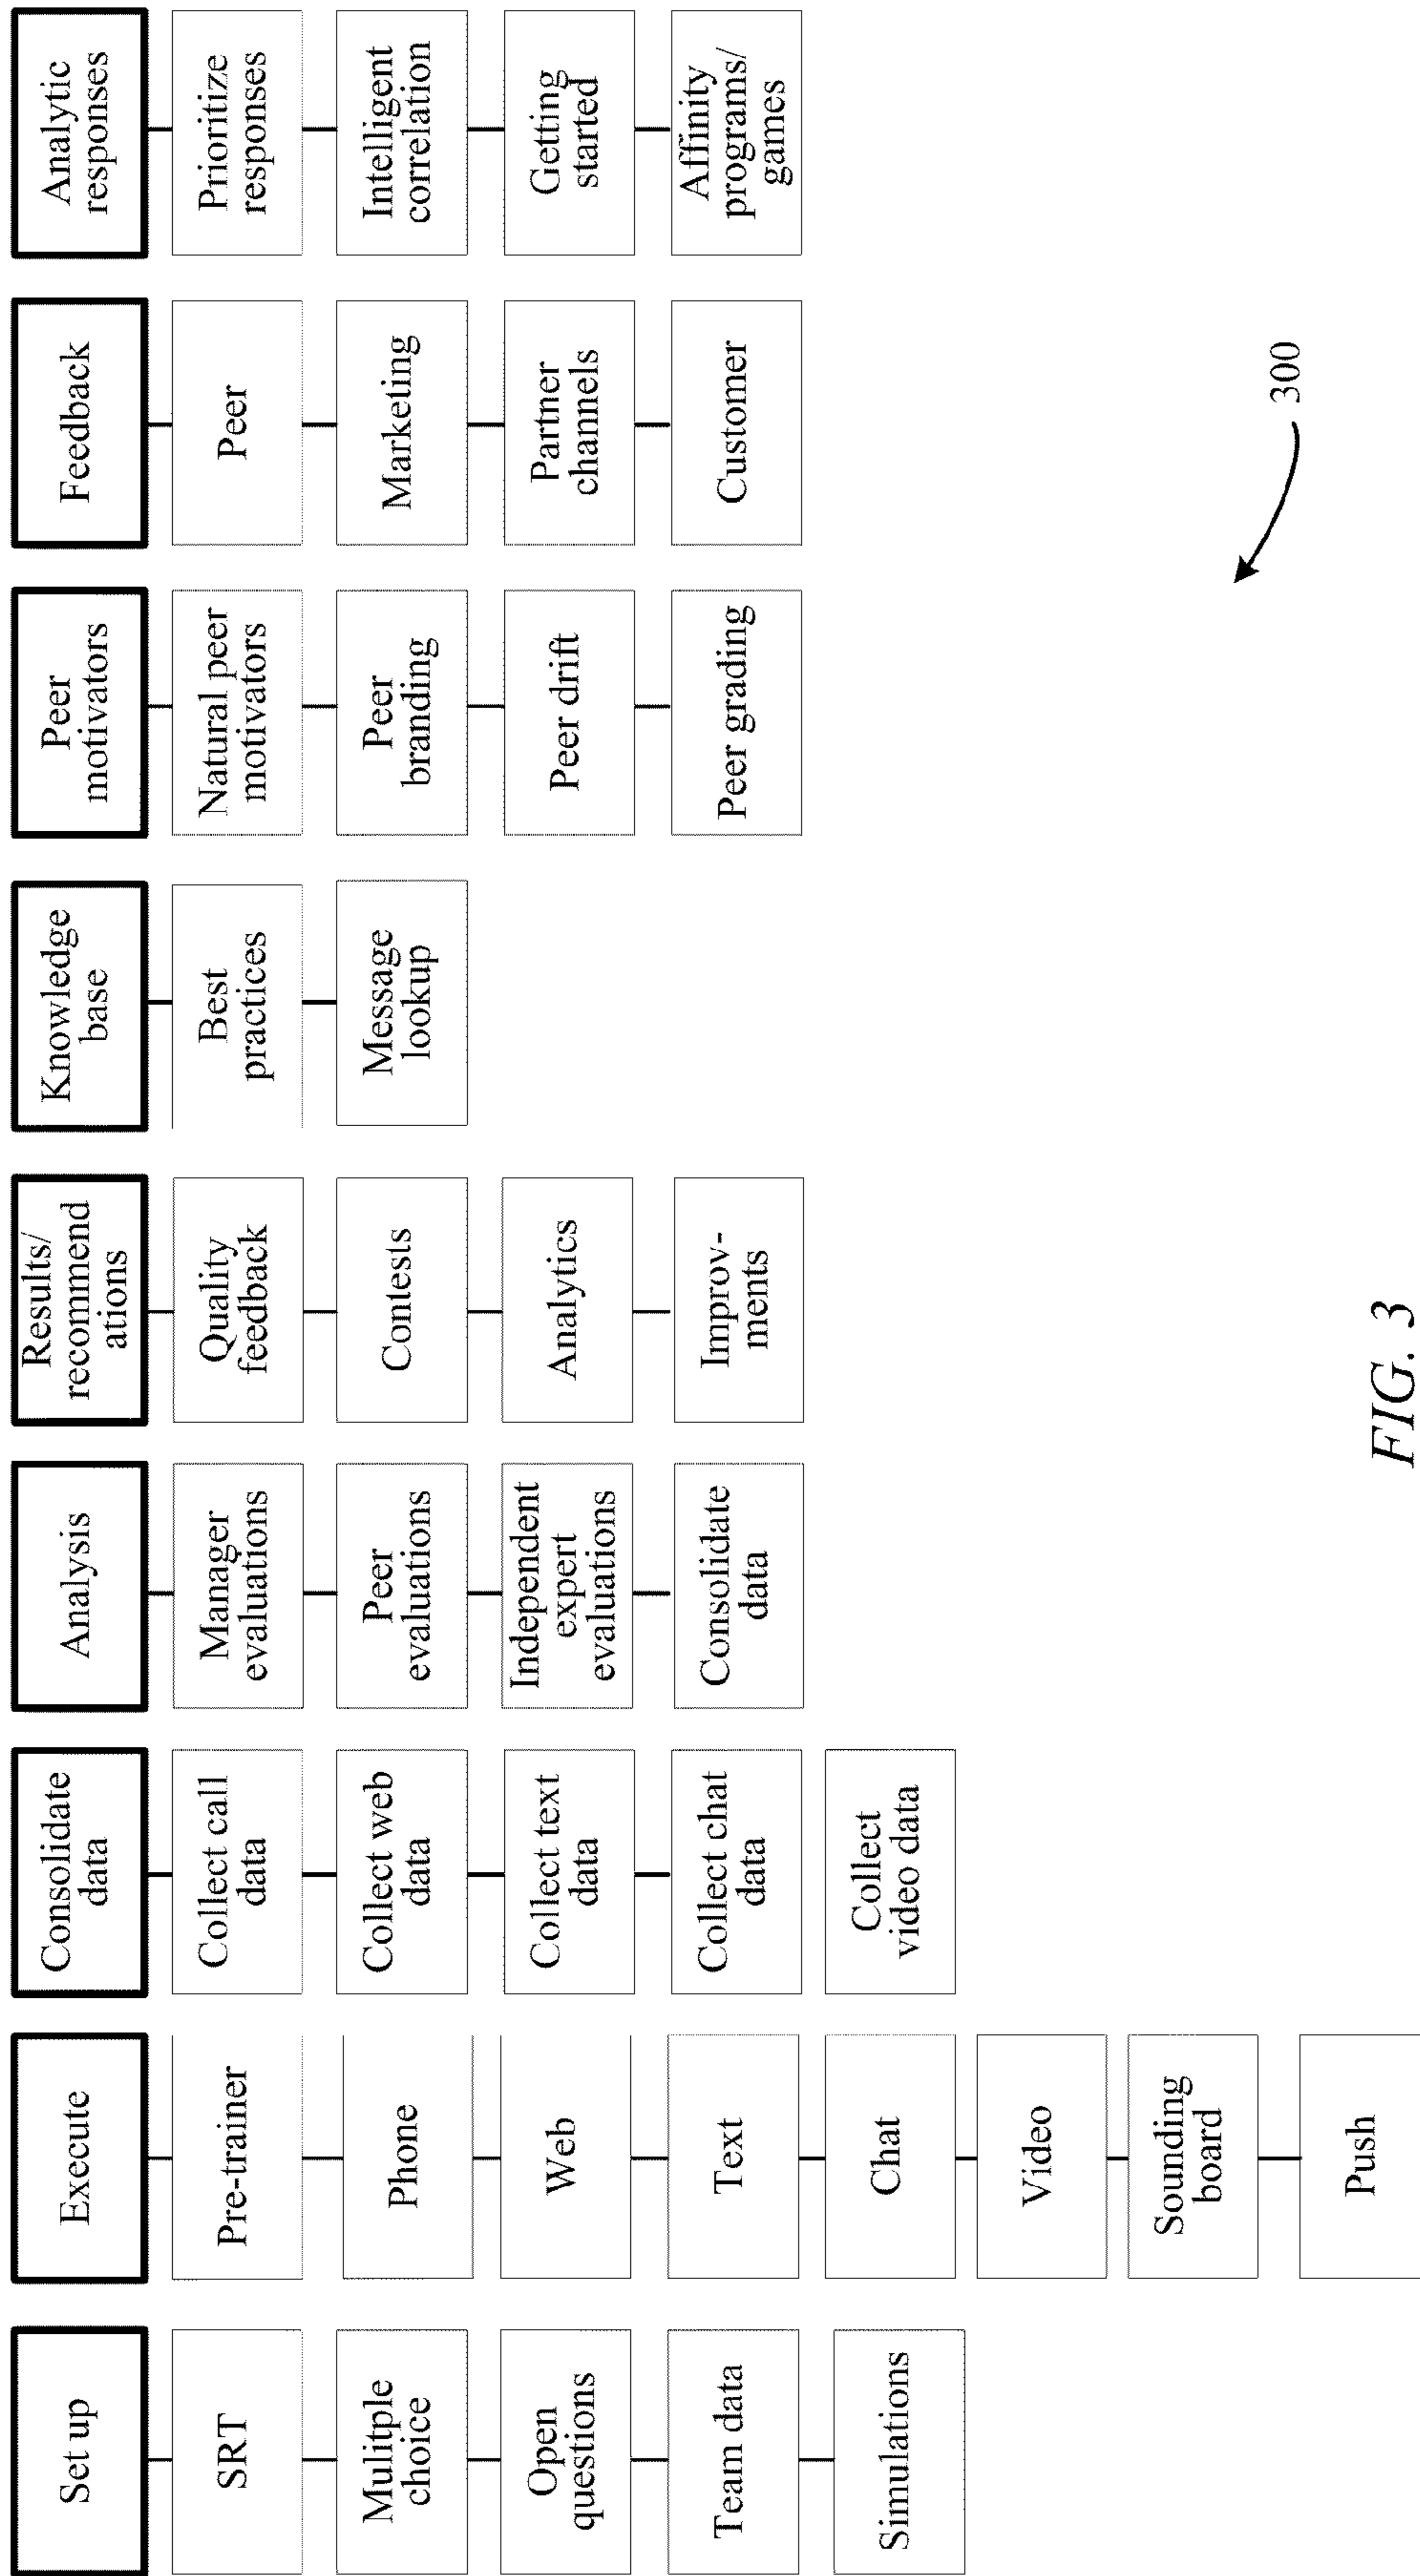 Set up
SRT
Mulitple
choice
Open
questions
Team data
Simulations
Execute
Pre-trainer
Phone
Web
Text
Chat
Video
Sounding
board
Push
Consolidate
data
Collect call
data
Collect web
data
Collect text
data
Collect chat
data
Collect
video data
Analysis
Manager
evaluations
Peer
evaluations
Independent
expert
evaluations
Consolidate
data
Results/
recommend
ations
Quality
feedback
Contests
Analytics
Improv-
ments
Knowledge
base
Best
practices
Message
lookup
Peer
motivators
Natural peer
motivators
Peer
branding
Peer drift
Peer grading
Feedback
Peer
Marketing
Partner
channels
Customer
Analytic
responses
Prioritize
responses
Intelligent
correlation
Getting
started
Affinity
programs/
games
300
FIG. 3